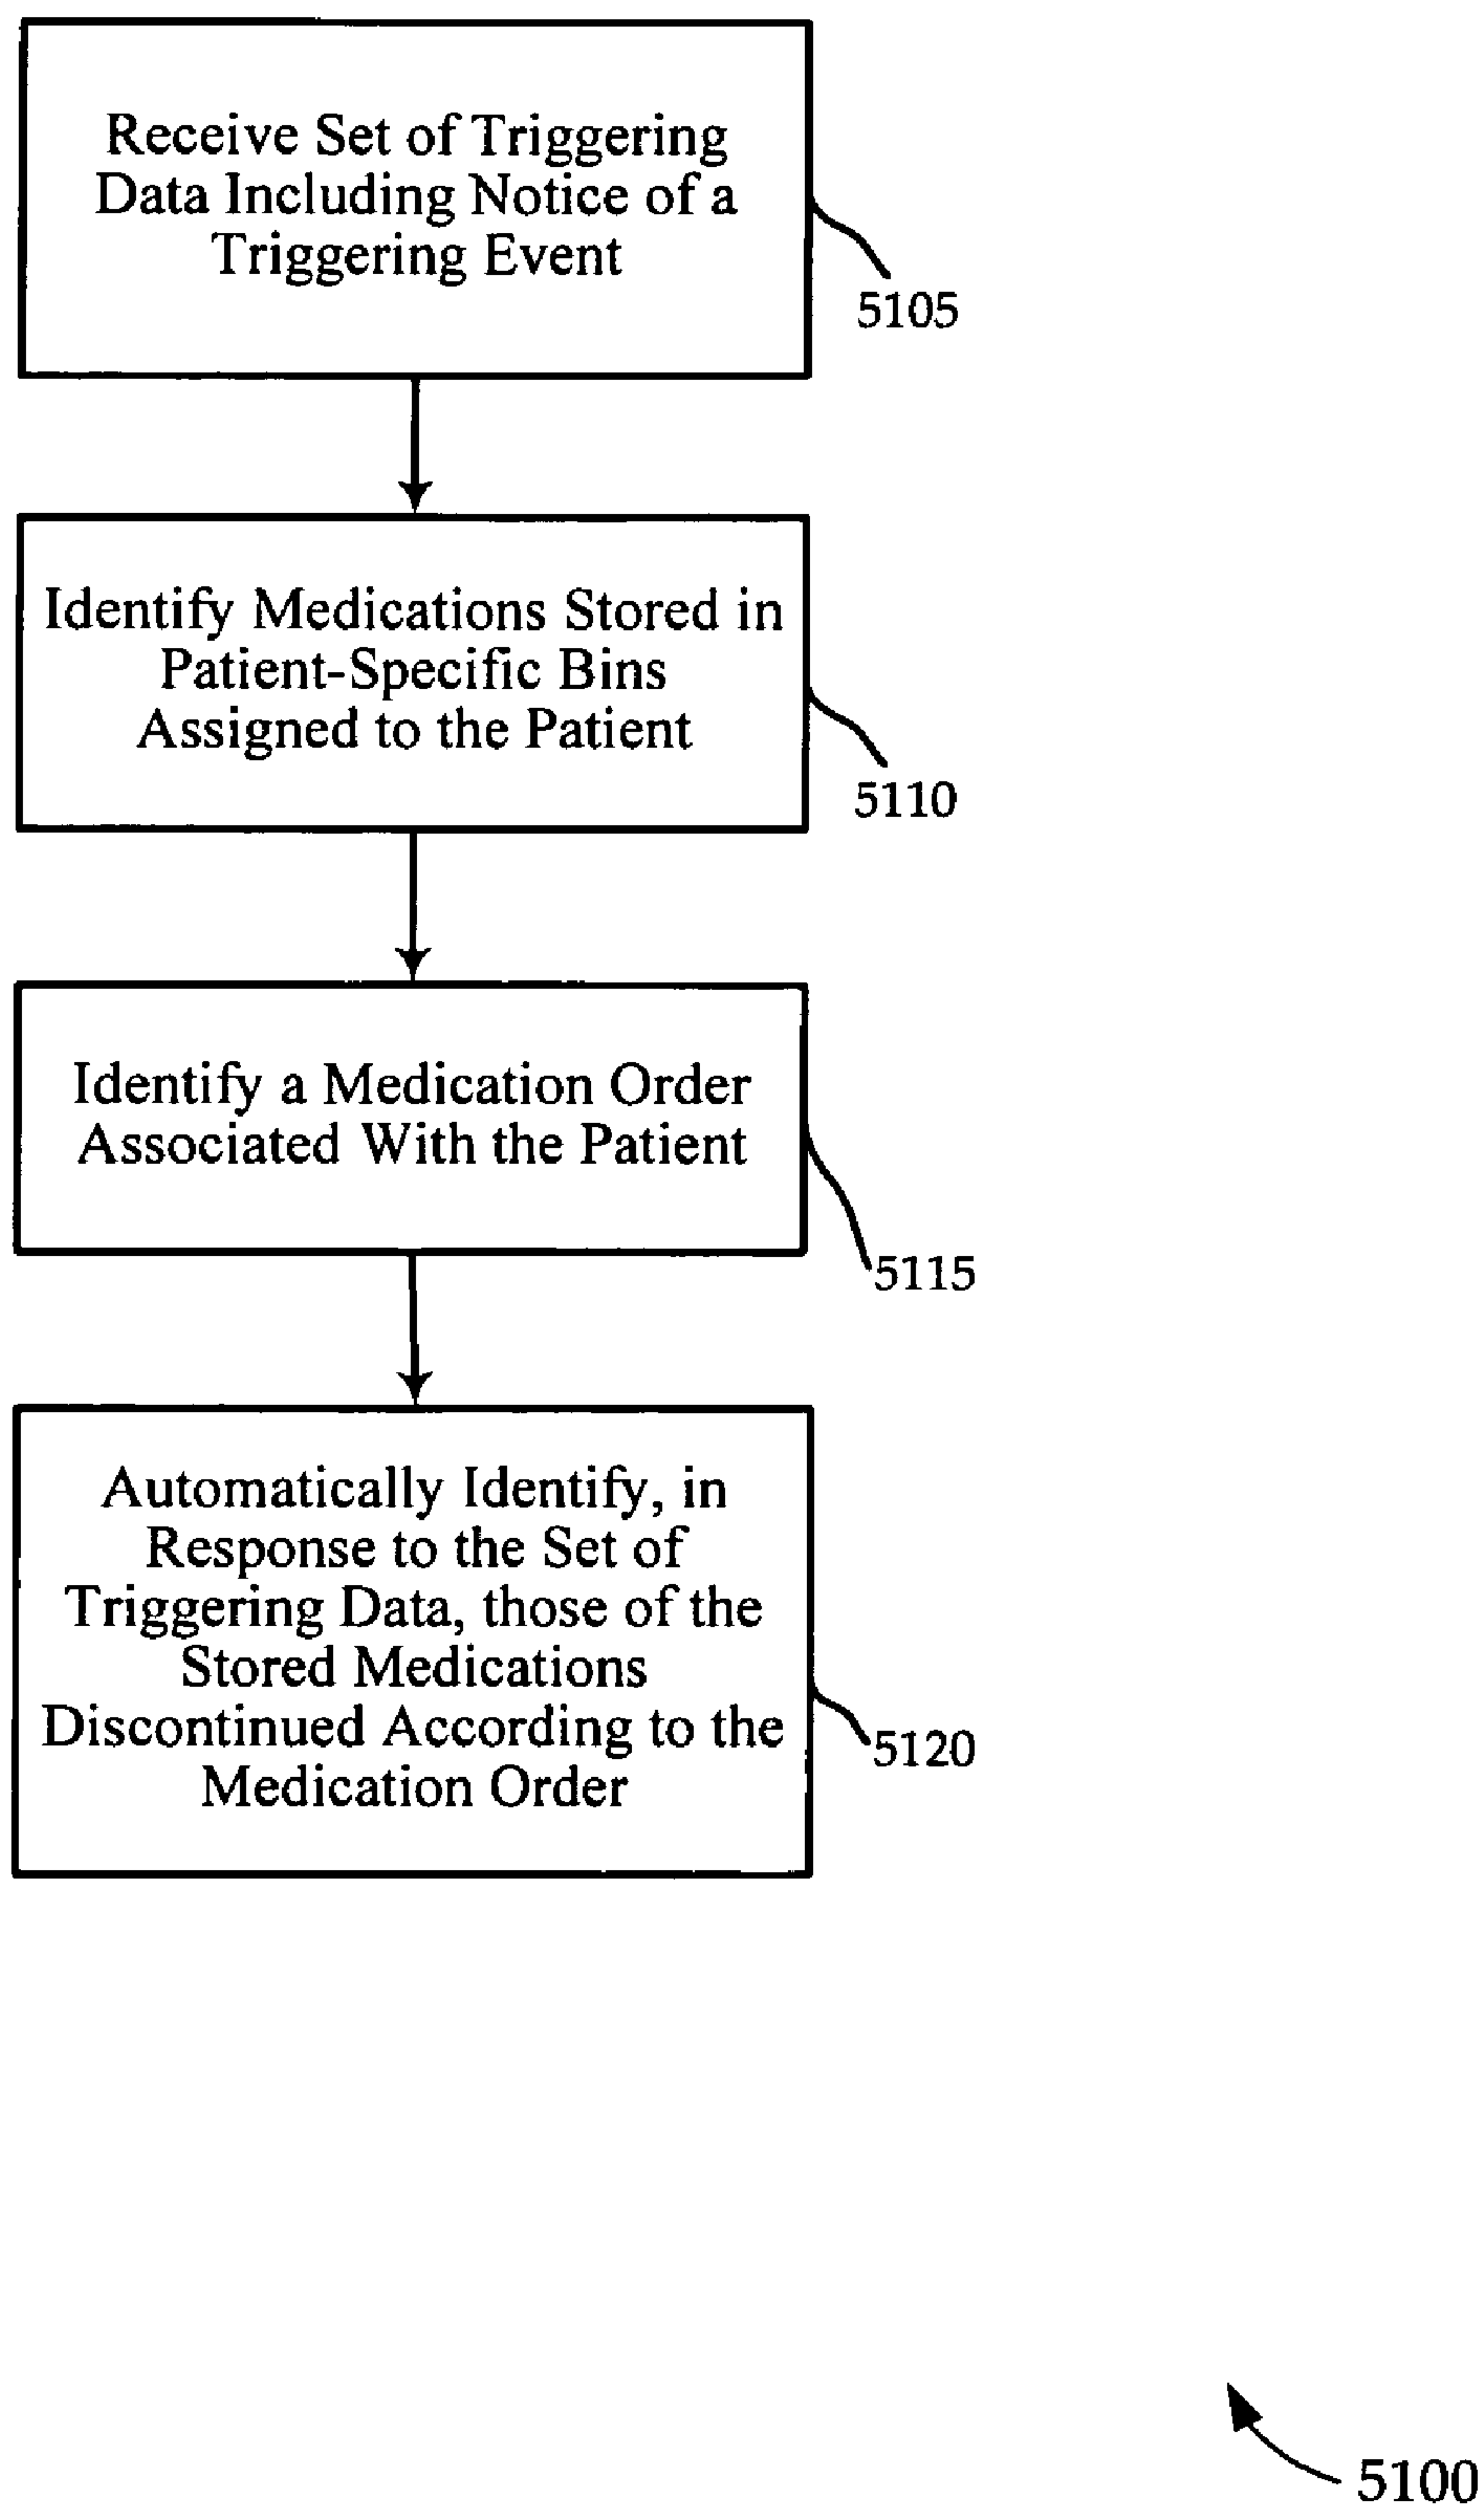 Receive Set of Triggering
Data Including Notice of a
Triggering Event
5105
Identify Medications Stored in
Patient-Specific Bins
Assigned to the Patient
5110
Identify a Medication Order
Associated With the Patient
5115
Automatically Identify, in
Response to the Set of
Triggering Data, those of the
Stored Medications
Discontinued According to the
Medication Order
5120
5100